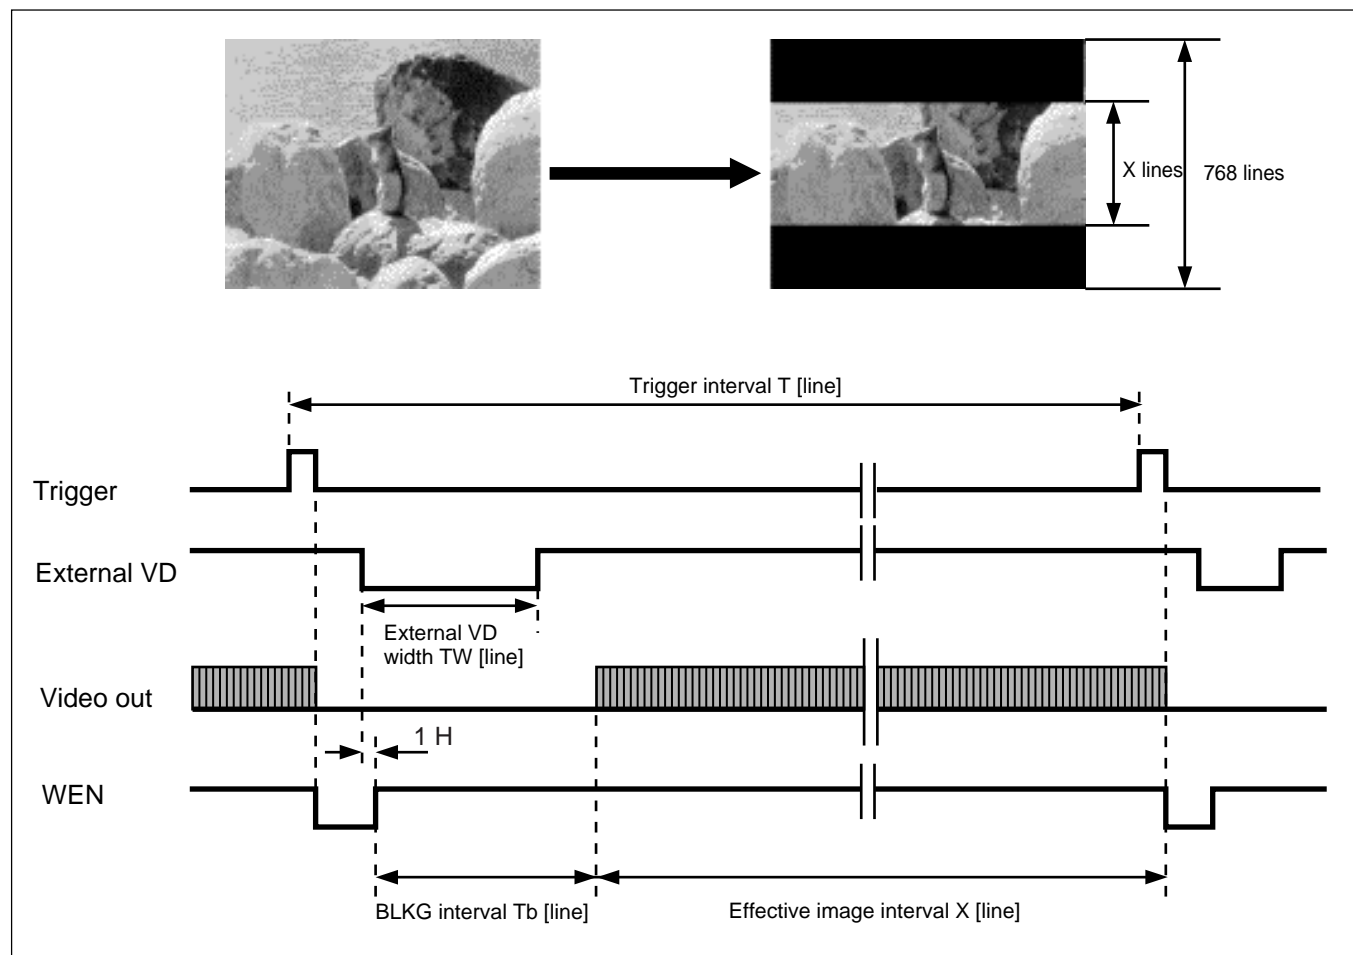 X lines
768 lines
Trigger interval T [line]
Trigger
External VD
External VD
width TW [line]
Video out
1 H
WEN
BLKG interval Tb [line]
Effective image interval X [line]